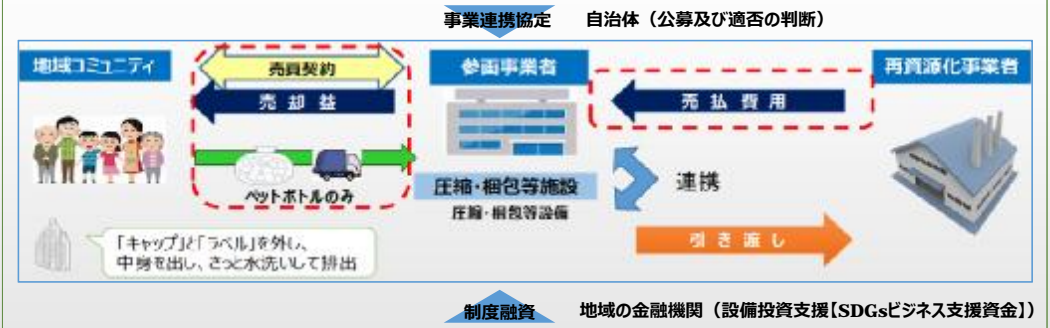 事業連携協定 自治体（公募及び適否の判断）
地域コミュニティ
売買契約
売却益
ペットボトルのみ
「キャップ」と「ラベル」を外し、
中身を出し、さっと水洗いして排出
参画事業者
圧縮・梱包等施設
圧縮・梱包等設備
売払費用
連携
引き渡し
再資源化事業者
制度融資 地域の金融機関（設備投資支援【SDGsビジネス支援資金】）